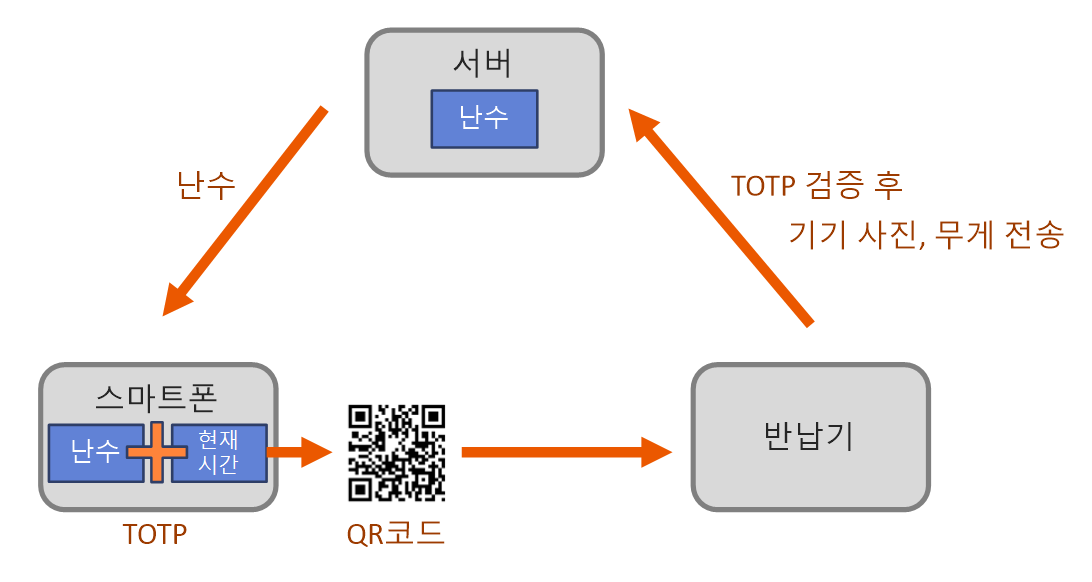 서버
난수
난수
TOTP 검증 후
기기 사진, 무게 전송
스마트폰
난수
현재
시간
반납기
TOTP
QR코드